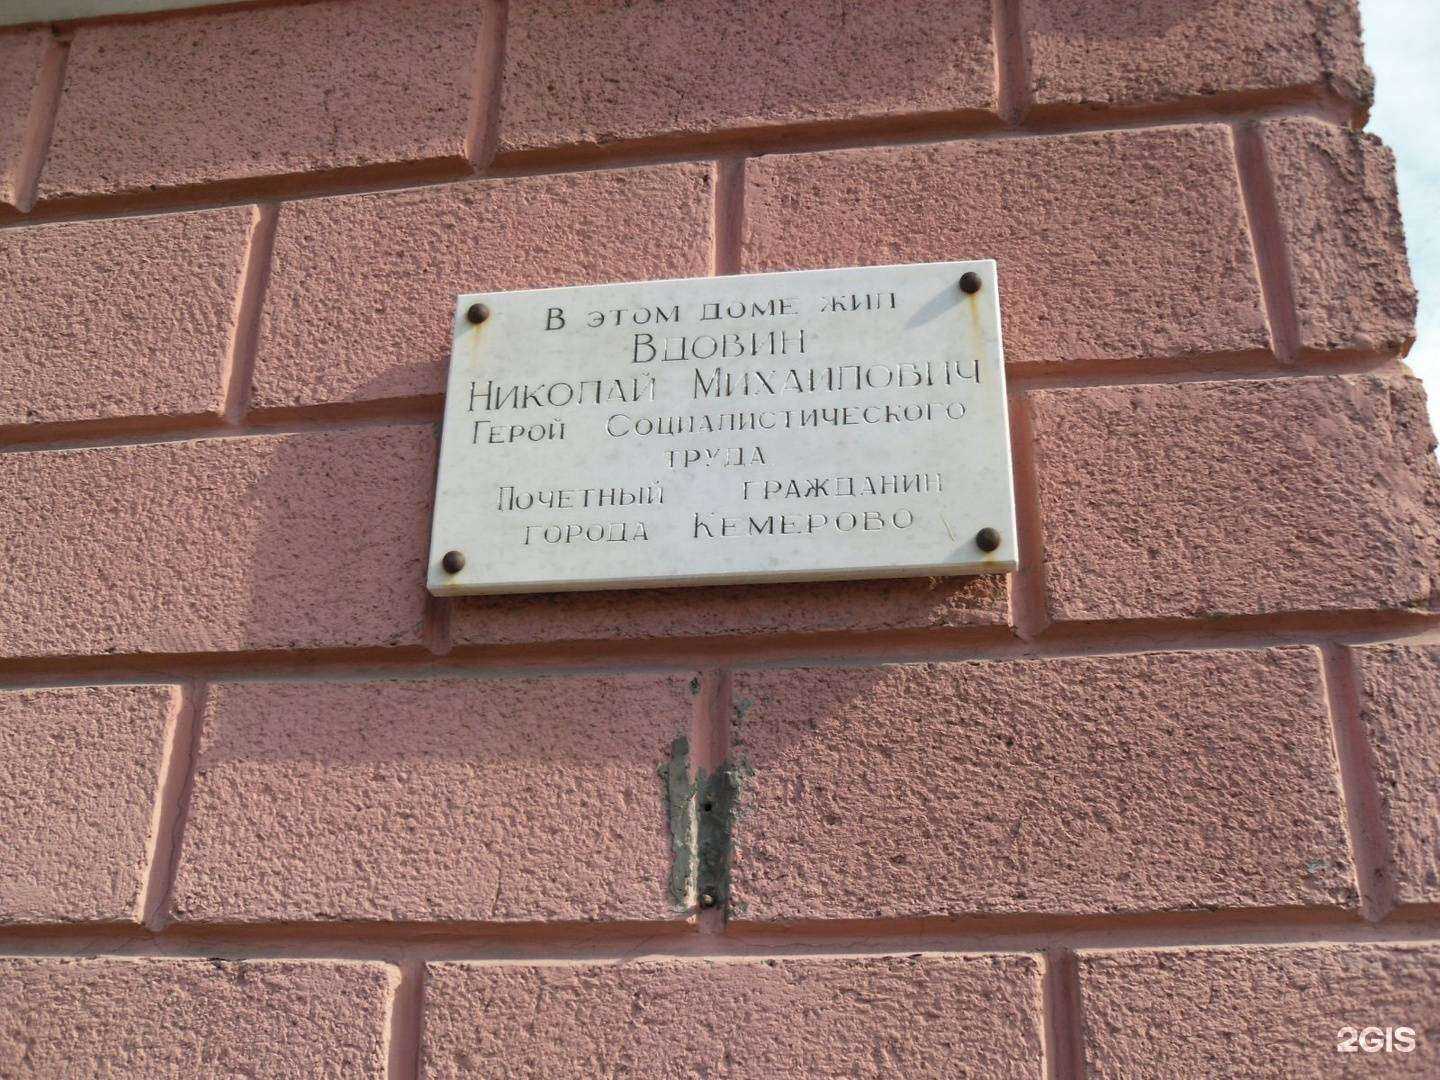 В этом доме жил
Вдовин
Николай Михайлович
Герой Социалистического
труда
Почетный гражданин
города Кемерово
2GIS